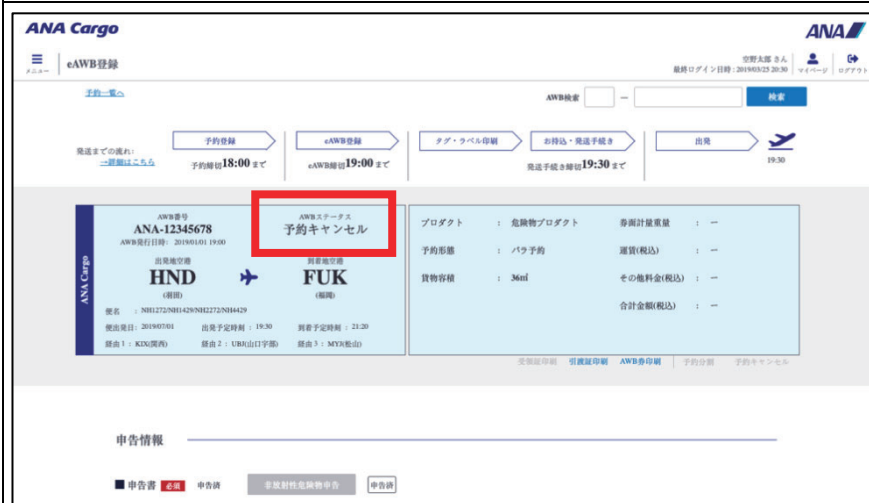 ANA Cargo
ANA
メニュー
eAWB登録
空野太郎 さん
最終ログイン日時 : 2019/03/25 20:30
マイページ
ログアウト
予約一覧へ
AWB検索
－
検索
発送までの流れ:
→詳細はこちら
予約登録
eAWB登録
タグ・ラベル印刷
お持込・発送手続き
出発
予約締切18:00まで
eAWB締切19:00まで
発送手続き締切19:30まで
19:30
ANA Cargo
AWB番号
ANA-12345678
AWB発行日時: 2019/01/01 19:00
AWBステータス
予約キャンセル
出発地空港
HND
(羽田)
到着地空港
FUK
(福岡)
便名 : NH1272/NH1429/NH2272/NH4429
便出発日: 2019/07/01 出発予定時刻 : 19:30 到着予定時刻 : 21:20
経由1 : KIX(関西) 経由2 : UBJ(山口宇部) 経由3 : MYJ(松山)
プロダクト : 危険物プロダクト 券面計量重量 : －
予約形態 : バラ予約 運賃(税込) : －
貨物容積 : 36㎥ その他料金(税込) : －
合計金額(税込) : －
受領証印刷 引渡証印刷 AWB券印刷 予約分割 予約キャンセル
申告情報
■ 申告書 必須 申告済 非放射性危険物申告 申告済